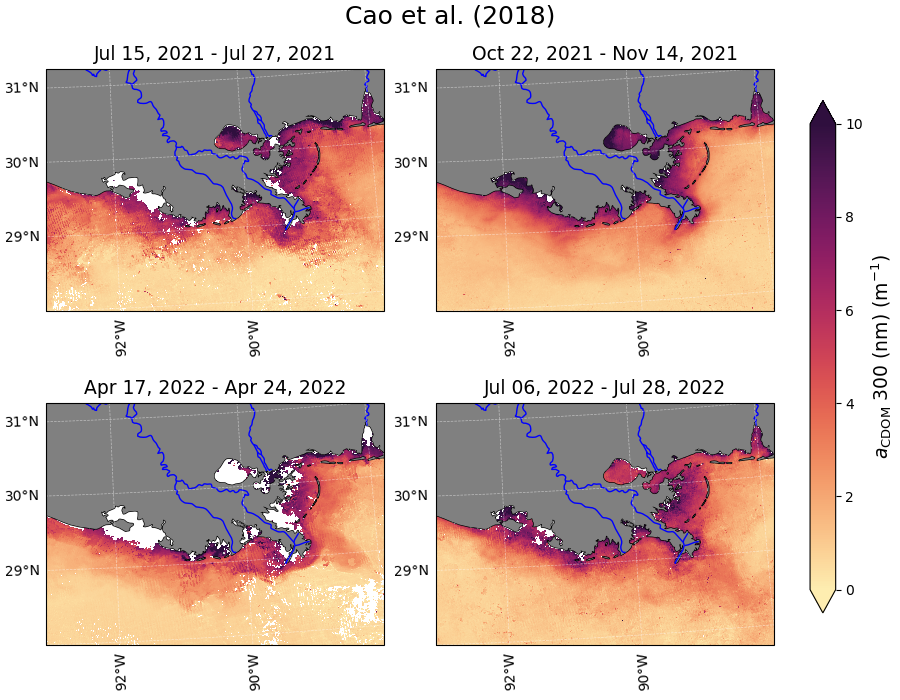 Cao et al. (2018)
Jul 15, 2021 - Jul 27, 2021
Oct 22, 2021 - Nov 14, 2021
31°N
30°N
29°N
92°W
90°W
31°N
30°N
29°N
92°W
90°W
Apr 17, 2022 - Apr 24, 2022
Jul 06, 2022 - Jul 28, 2022
31°N
30°N
29°N
92°W
90°W
31°N
30°N
29°N
92°W
90°W
10
8
6
4
2
0
aCDOM 300 (nm) (m⁻¹)